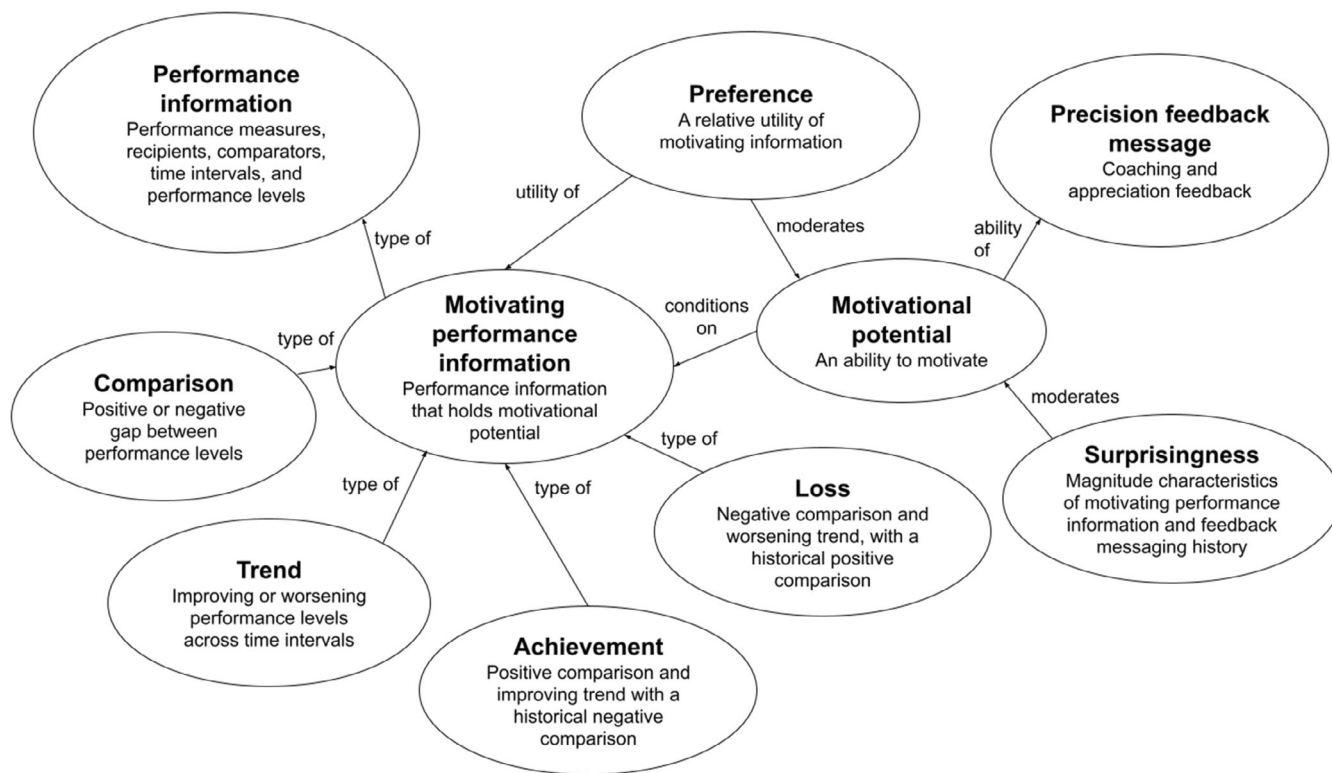 Performance
information
Performance measures,
recipients, comparators,
time intervals, and
performance levels
Preference
A relative utility of
motivating information
Precision feedback
message
Coaching and
appreciation feedback
utility of
type of
moderates
ability
of
Motivating
performance
information
Performance information
that holds motivational
potential
conditions
on
Motivational
potential
An ability to motivate
type of
Comparison
Positive or negative
gap between
performance levels
moderates
type of
Surprisingness
Magnitude characteristics
of motivating performance
information and feedback
messaging history
Loss
Negative comparison and
worsening trend, with a
historical positive
comparison
type of
type of
Trend
Improving or worsening
performance levels
across time intervals
Achievement
Positive comparison and
improving trend with a
historical negative
comparison